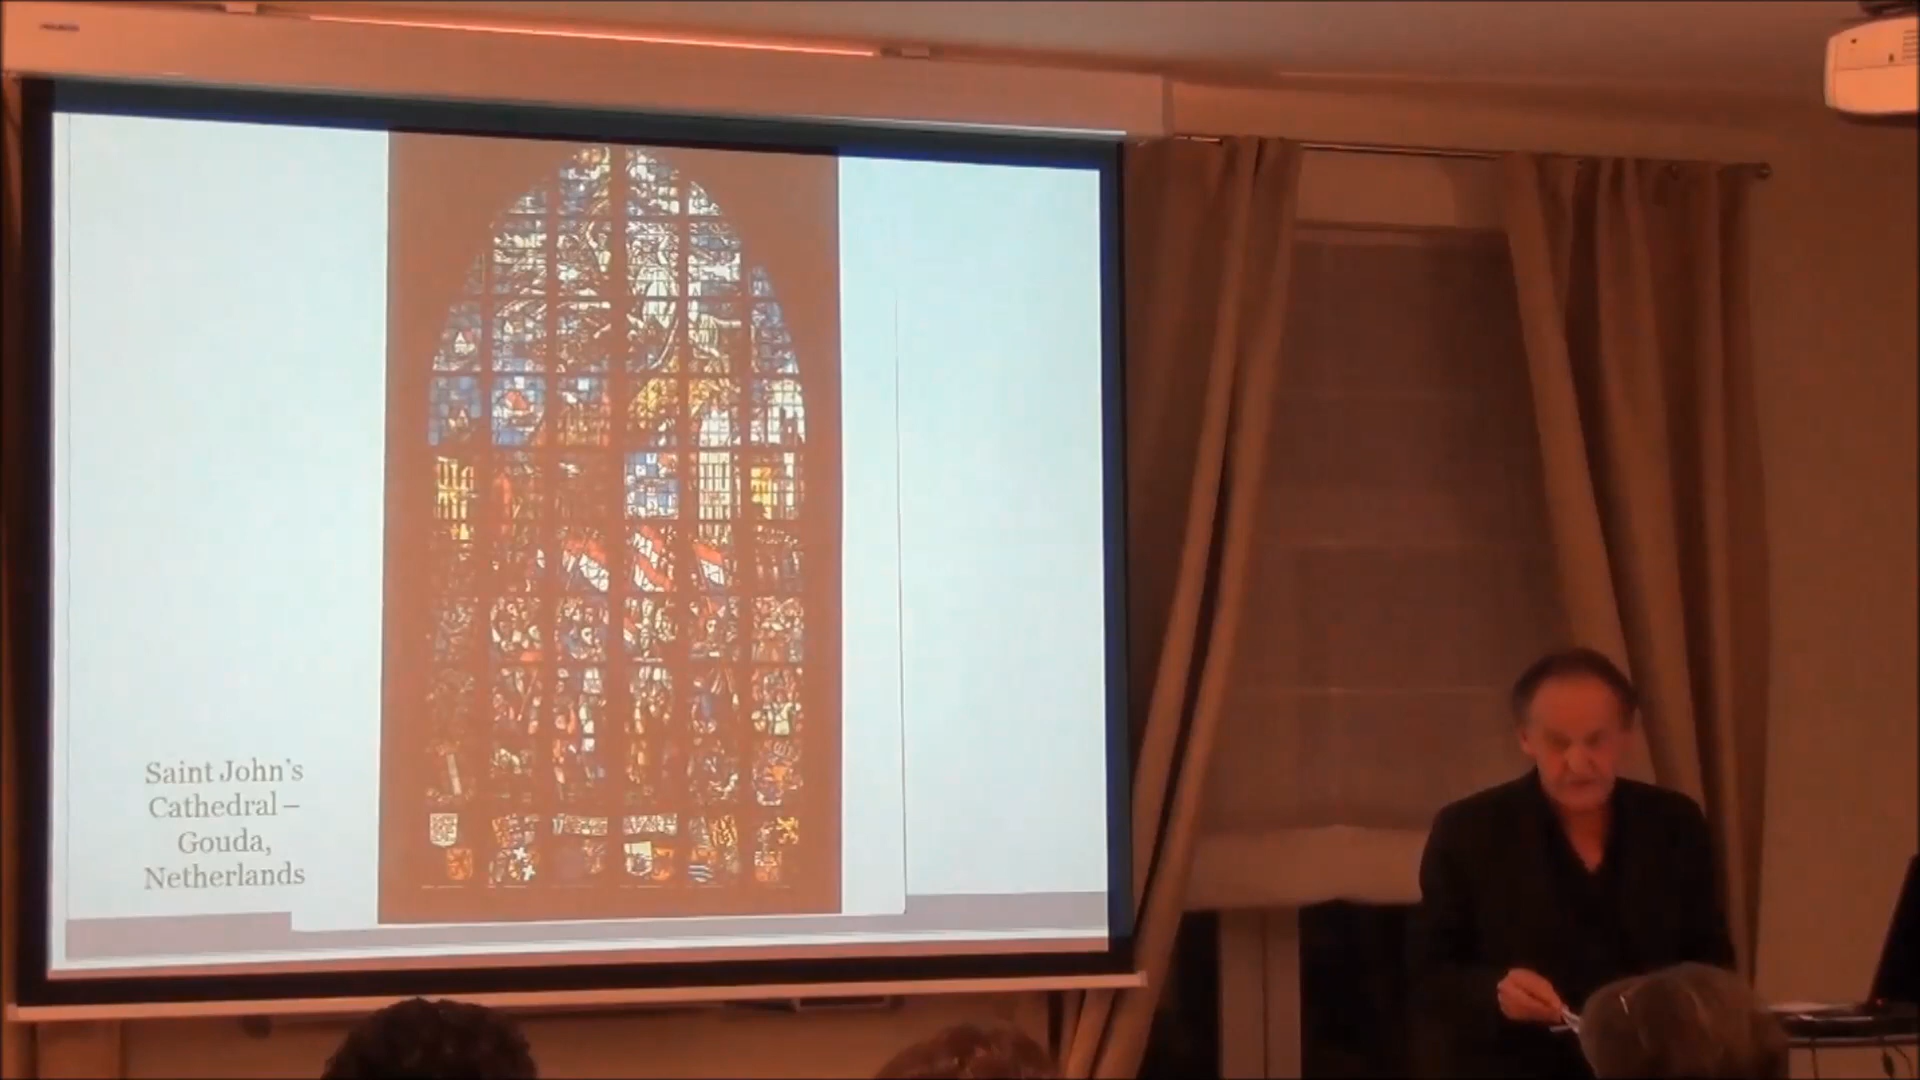 Saint John's
Cathedral –
Gouda,
Netherlands